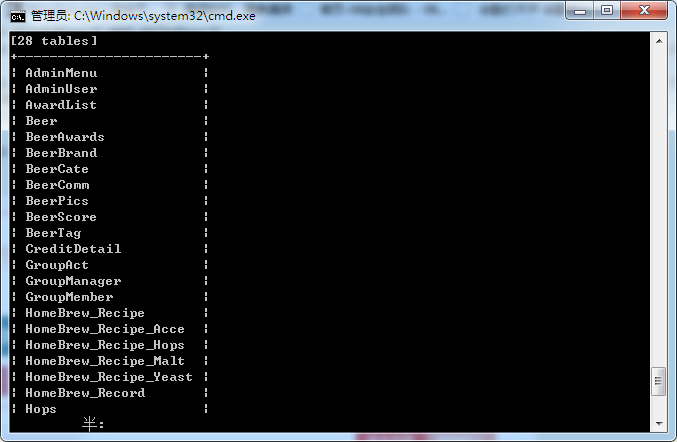 管理员: C:\Windows\system32\cmd.exe
[28 tables]
+-----------------------+
¦ AdminMenu ¦
¦ AdminUser ¦
¦ AwardList ¦
¦ Beer ¦
¦ BeerAwards ¦
¦ BeerBrand ¦
¦ BeerCate ¦
¦ BeerComm ¦
¦ BeerPics ¦
¦ BeerScore ¦
¦ BeerTag ¦
¦ CreditDetail ¦
¦ GroupAct ¦
¦ GroupManager ¦
¦ GroupMember ¦
¦ HomeBrew_Recipe ¦
¦ HomeBrew_Recipe_Acce ¦
¦ HomeBrew_Recipe_Hops ¦
¦ HomeBrew_Recipe_Malt ¦
¦ HomeBrew_Recipe_Yeast ¦
¦ HomeBrew_Record ¦
¦ Hops ¦
半: